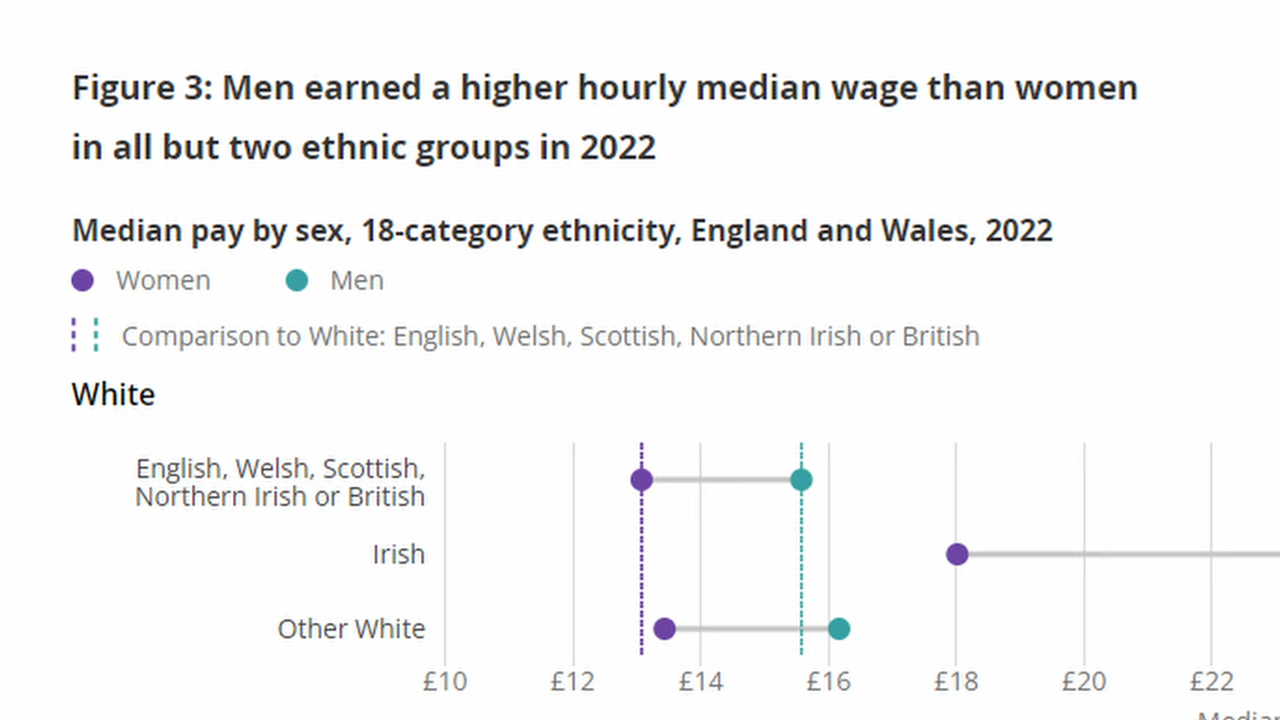 Figure 3: Men earned a higher hourly median wage than women
in all but two ethnic groups in 2022
Median pay by sex, 18-category ethnicity, England and Wales, 2022
Women Men
Comparison to White: English, Welsh, Scottish, Northern Irish or British
White
English, Welsh, Scottish,
Northern Irish or British
Irish
Other White
£10 £12 £14 £16 £18 £20 £22